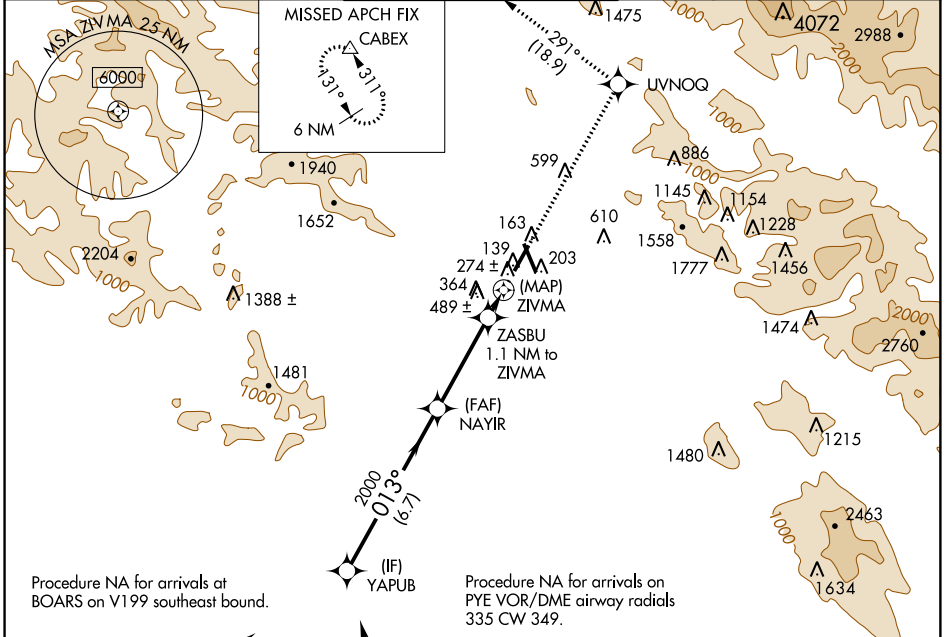 MSA ZIVMA 25 NM
6000
MISSED APCH FIX
CABEX
131°
311°
6 NM
291°
(18.9)
1475
1000
4072
2988
2000
UVNOQ
1000
599
886
1000
1145
1154
1228
1456
1558
1777
610
163
139
274 ±
203
364
489 ±
(MAP)
ZIVMA
1940
1652
2204
1000
1388 ±
1481
1000
ZASBU
1.1 NM to
ZIVMA
(FAF)
NAYIR
2000
013°
(6.7)
(IF)
YAPUB
1474
2000
2760
1215
1480
1000
2463
1634
Procedure NA for arrivals at
BOARS on V199 southeast bound.
Procedure NA for arrivals on
PYE VOR/DME airway radials
335 CW 349.